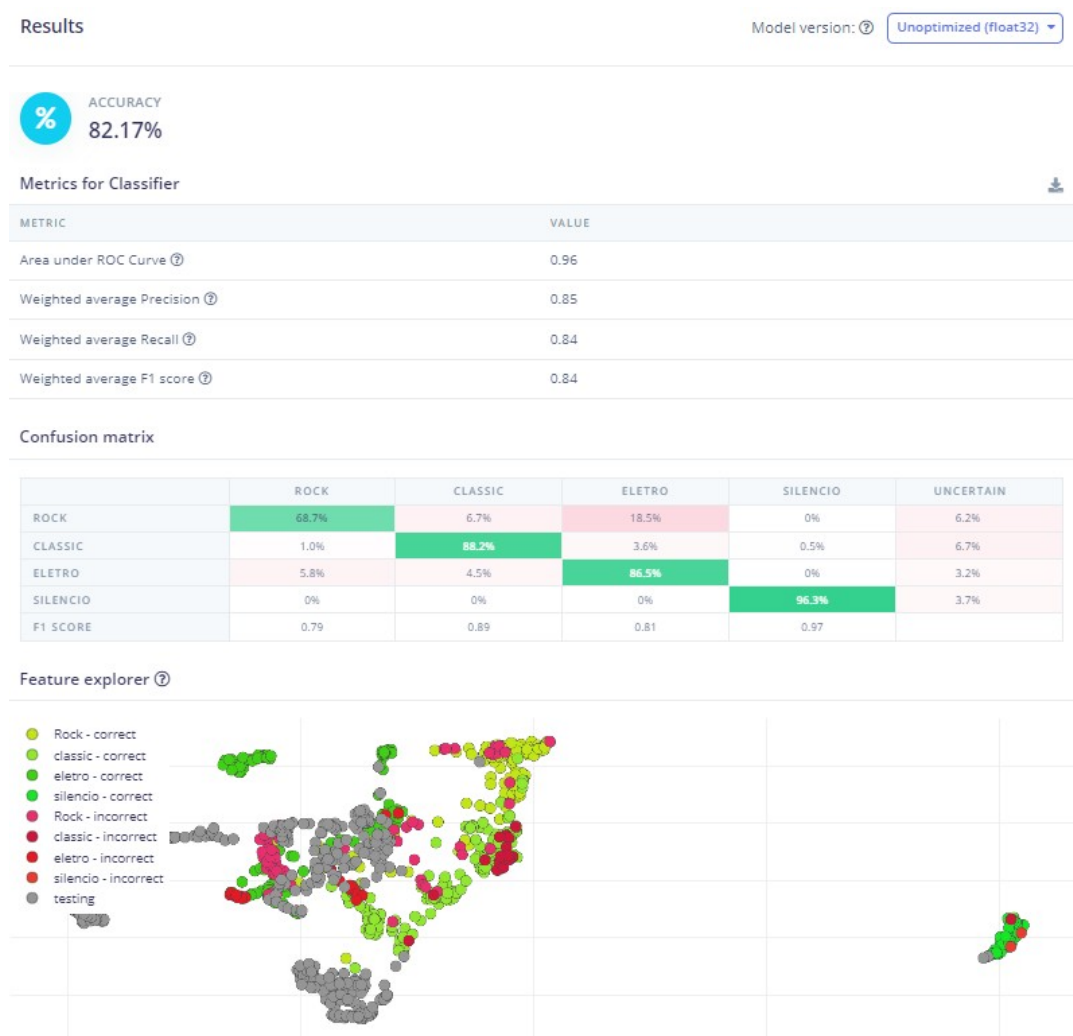 Results
Model version: Unoptimized (float32)
%
ACCURACY
82.17%
Metrics for Classifier
METRIC VALUE
Area under ROC Curve ? 0.96
Weighted average Precision ? 0.85
Weighted average Recall ? 0.84
Weighted average F1 score ? 0.84
Confusion matrix
ROCK CLASSIC ELETRO SILENCIO UNCERTAIN
ROCK 68.7% 6.7% 18.5% 0% 6.2%
CLASSIC 1.0% 88.2% 3.6% 0.5% 6.7%
ELETRO 5.8% 4.5% 86.5% 0% 3.2%
SILENCIO 0% 0% 0% 96.3% 3.7%
F1 SCORE 0.79 0.89 0.81 0.97
Feature explorer ?
Rock - correct
classic - correct
eletro - correct
silencio - correct
Rock - incorrect
classic - incorrect
eletro - incorrect
silencio - incorrect
testing